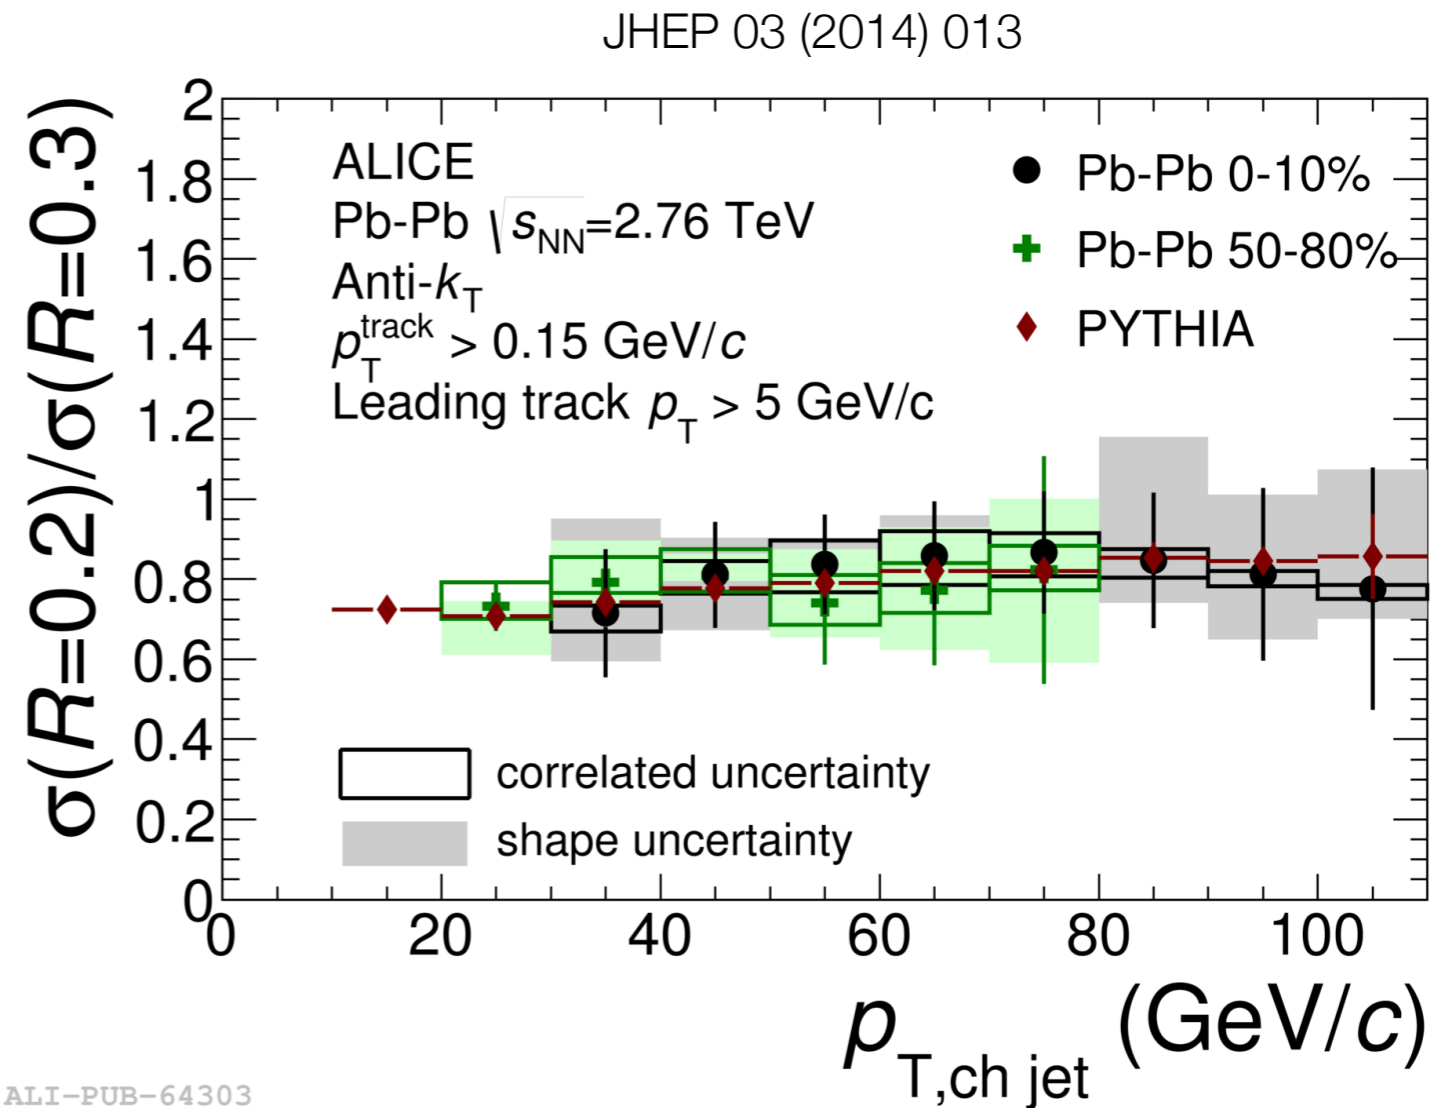 JHEP 03 (2014) 013
σ(R=0.2)/σ(R=0.3)
2
1.8
1.6
1.4
1.2
1
0.8
0.6
0.4
0.2
0
ALICE
Pb-Pb √sNN=2.76 TeV
Anti-kT
pT^track > 0.15 GeV/c
Leading track pT > 5 GeV/c
Pb-Pb 0-10%
Pb-Pb 50-80%
PYTHIA
correlated uncertainty
shape uncertainty
0 20 40 60 80 100
pT,ch jet (GeV/c)
ALI-PUB-64303